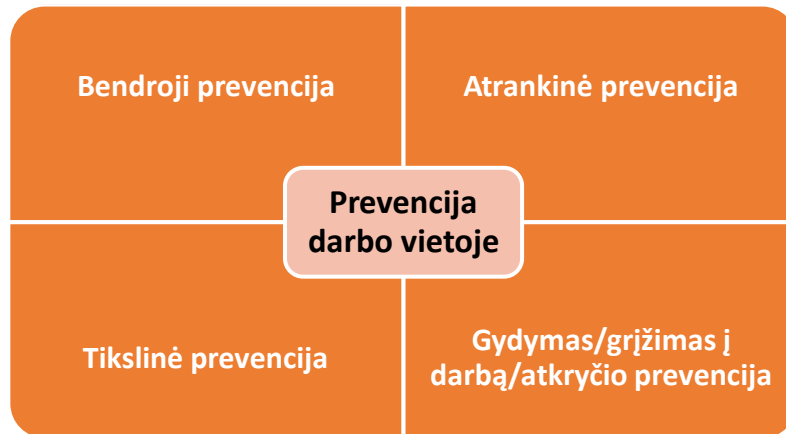 Bendroji prevencija
Atrankinė prevencija
Prevencija
darbo vietoje
Tikslinė prevencija
Gydymas/grįžimas į
darbą/atkryčio prevencija